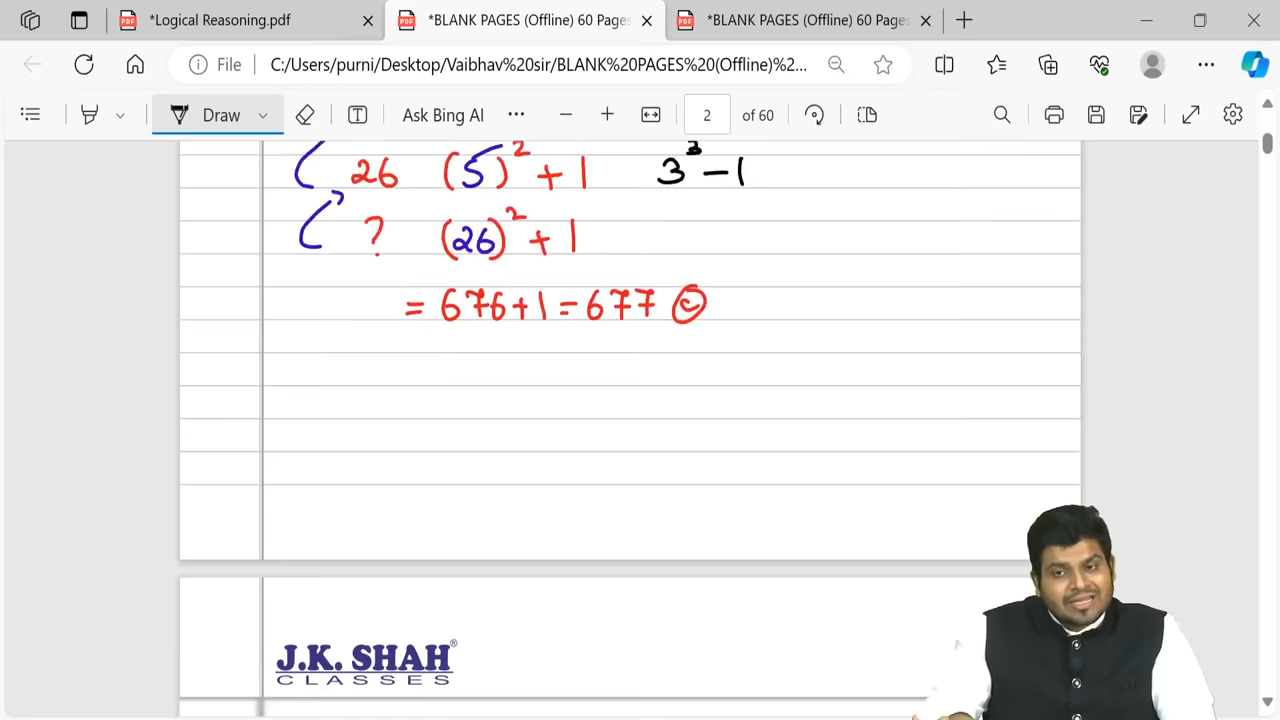 *Logical Reasoning.pdf
*BLANK PAGES (Offline) 60 Pages
*BLANK PAGES (Offline) 60 Page
File
C:/Users/purni/Desktop/Vaibhav%20sir/BLANK%20PAGES%20(Offline)%2...
Draw
Ask Bing AI
2 of 60
26 (5)² + 1 3³ − 1
? (26)² + 1
= 676 + 1 = 677 ⓒ
J.K. SHAH®
CLASSES